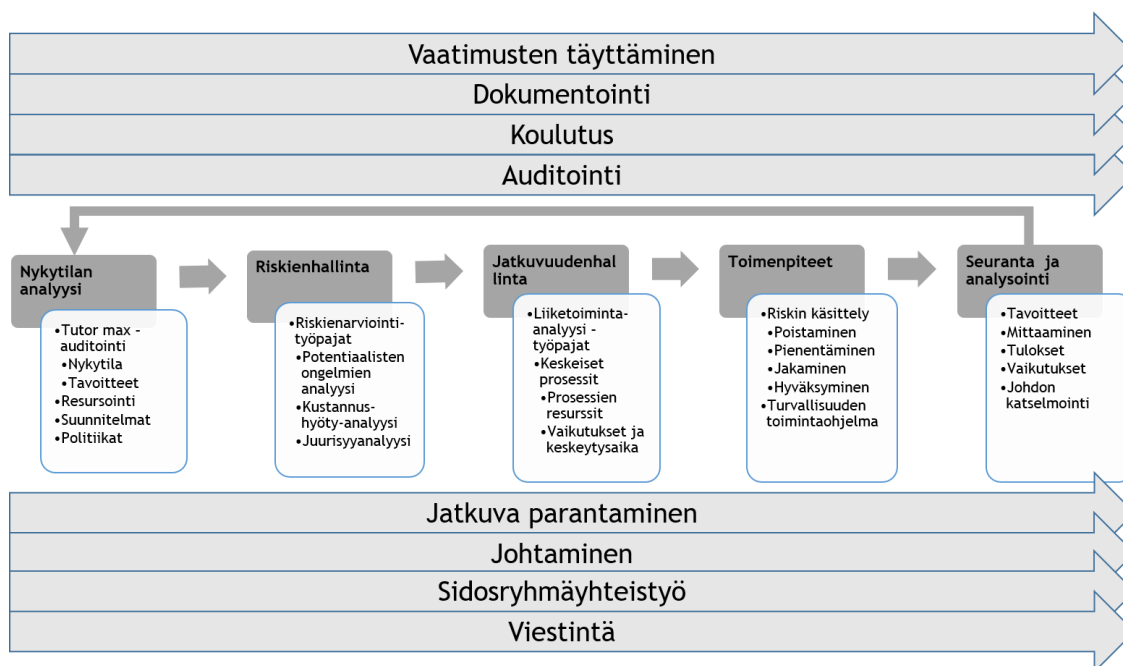 Vaatimusten täyttäminen
Dokumentointi
Koulutus
Auditointi
Nykytilan
analyysi
•Tutor max -
auditointi
•Nykytila
•Tavoitteet
•Resursointi
•Suunnitelmat
•Politiikat
Riskienhallinta
•Riskienarviointi-
työpajat
•Potentiaalisten
ongelmien
analyysi
•Kustannus-
hyöty-analyysi
•Juurisyyanalyysi
Jatkuvuudenhal
linta
•Liiketoiminta-
analyysi -
työpajat
•Keskeiset
prosessit
•Prosessien
resurssit
•Vaikutukset ja
keskeytysaika
Toimenpiteet
•Riskin käsittely
•Poistaminen
•Pienentäminen
•Jakaminen
•Hyväksyminen
•Turvallisuuden
toimintaohjelma
Seuranta ja
analysointi
•Tavoitteet
•Mittaaminen
•Tulokset
•Vaikutukset
•Johdon
katselmointi
Jatkuva parantaminen
Johtaminen
Sidosryhmäyhteistyö
Viestintä